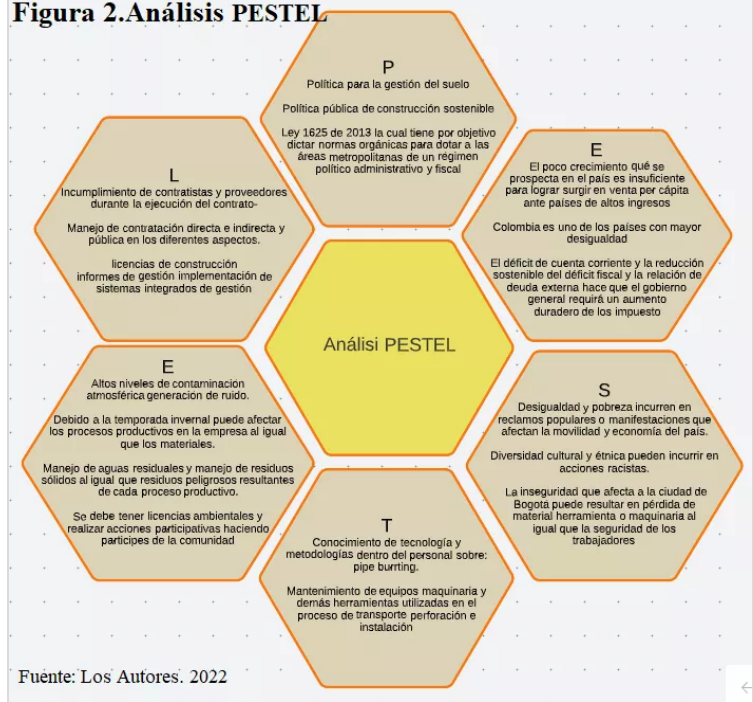 Figura 2.Análisis PESTEL
P
Política para la gestión del suelo
Política pública de construcción sostenible
Ley 1625 de 2013 la cual tiene por objetivo
dictar normas orgánicas para dotar a las
áreas metropolitanas de un régimen
político administrativo y fiscal
E
El poco crecimiento qué se
prospecta en el país es insuficiente
para lograr surgir en venta per cápita
ante países de altos ingresos
Colombia es uno de los países con mayor
desigualdad
El déficit de cuenta corriente y la reducción
sostenible del déficit fiscal y la relación de
deuda externa hace que el gobierno
general requirá un aumento
duradero de los impuesto
S
Desigualdad y pobreza incurren en
reclamos populares o manifestaciones que
afectan la movilidad y economía del país.
Diversidad cultural y étnica pueden incurrir en
acciones racistas.
La inseguridad que afecta a la ciudad de
Bogotá puede resultar en pérdida de
material herramienta o maquinaria al
igual que la seguridad de los
trabajadores
T
Conocimiento de tecnología y
metodologías dentro del personal sobre:
pipe burrting.
Mantenimiento de equipos maquinaria y
demás herramientas utilizadas en el
proceso de transporte perforación e
instalación
E
Altos niveles de contaminación
atmosférica generación de ruido.
Debido a la temporada invernal puede afectar
los procesos productivos en la empresa al igual
que los materiales.
Manejo de aguas residuales y manejo de residuos
sólidos al igual que residuos peligrosos resultantes
de cada proceso productivo.
Se debe tener licencias ambientales y
realizar acciones participativas haciendo
participes de la comunidad
L
Incumplimiento de contratistas y proveedores
durante la ejecución del contrato-
Manejo de contratación directa e indirecta y
pública en los diferentes aspectos.
licencias de construcción
informes de gestión implementación de
sistemas integrados de gestión
Análisi PESTEL
Fuente: Los Autores. 2022